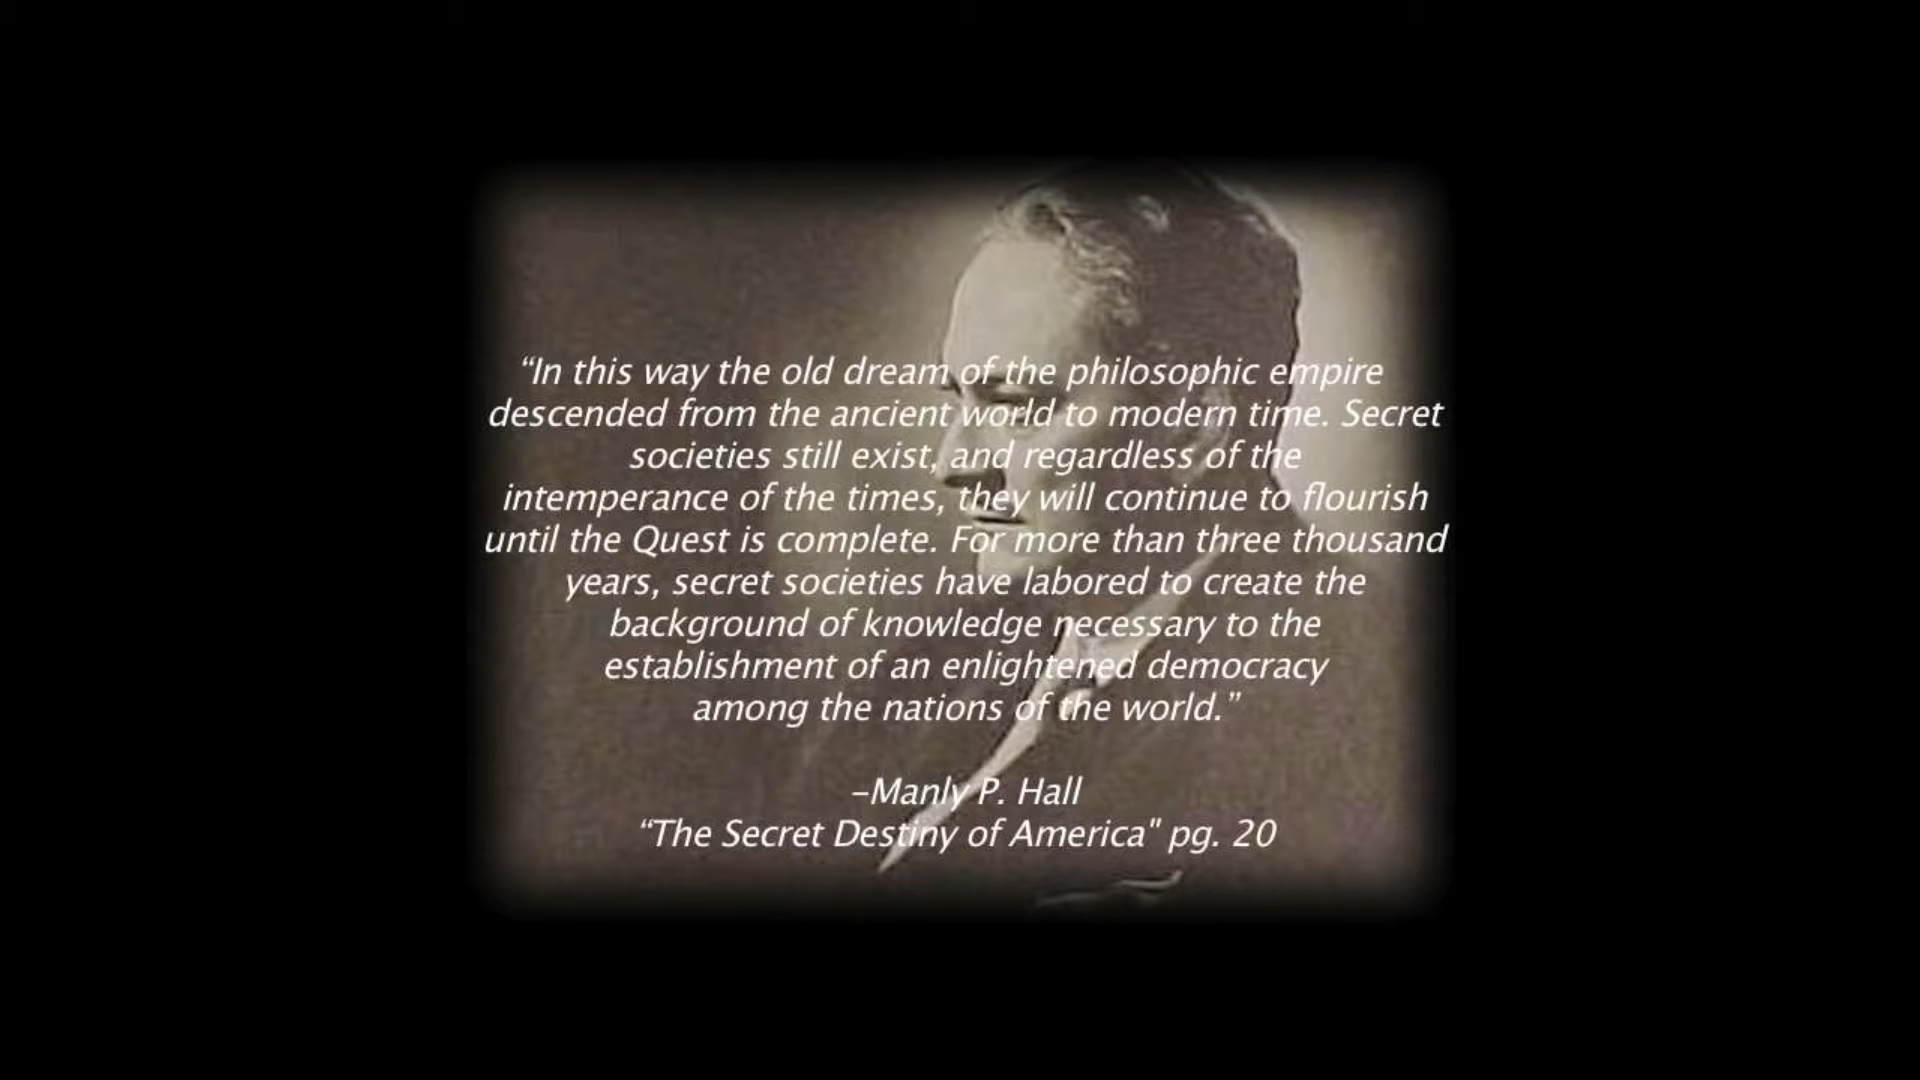 “In this way the old dream of the philosophic empire
descended from the ancient world to modern time. Secret
societies still exist, and regardless of the
intemperance of the times, they will continue to flourish
until the Quest is complete. For more than three thousand
years, secret societies have labored to create the
background of knowledge necessary to the
establishment of an enlightened democracy
among the nations of the world.”
–Manly P. Hall
“The Secret Destiny of America" pg. 20